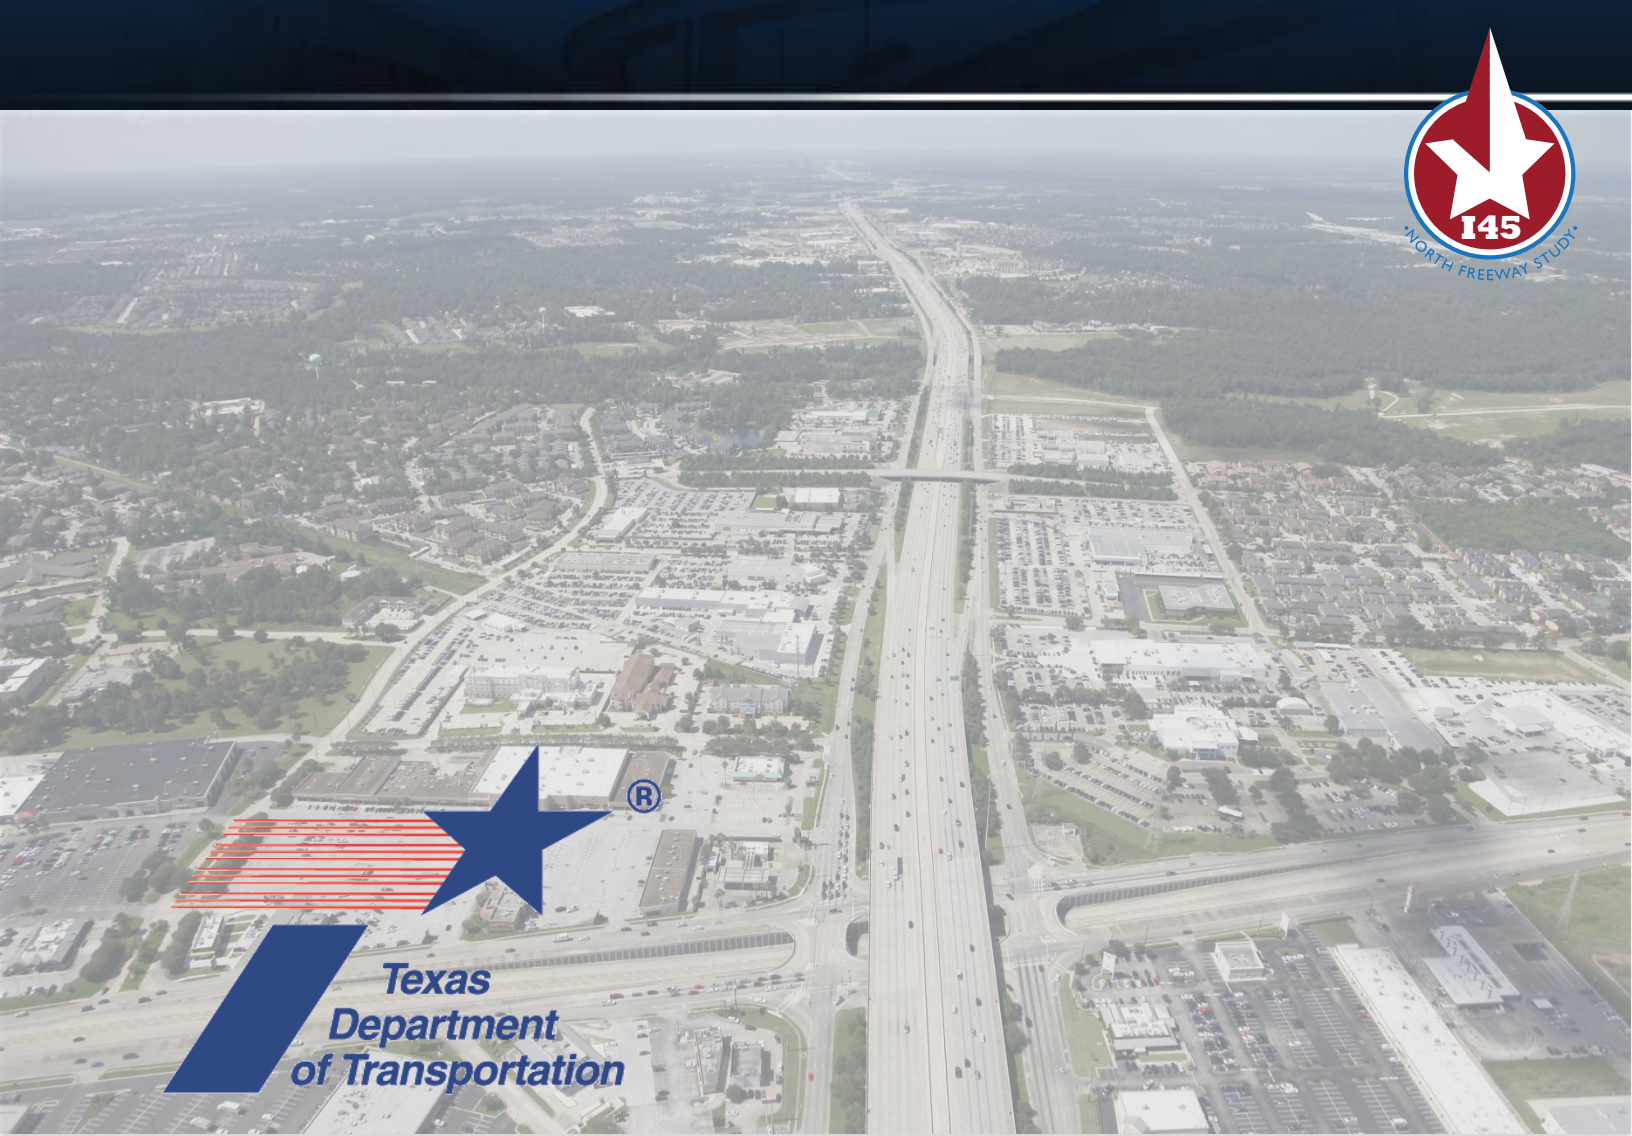 I45
•NORTH FREEWAY STUDY•
®
Texas
Department
of Transportation